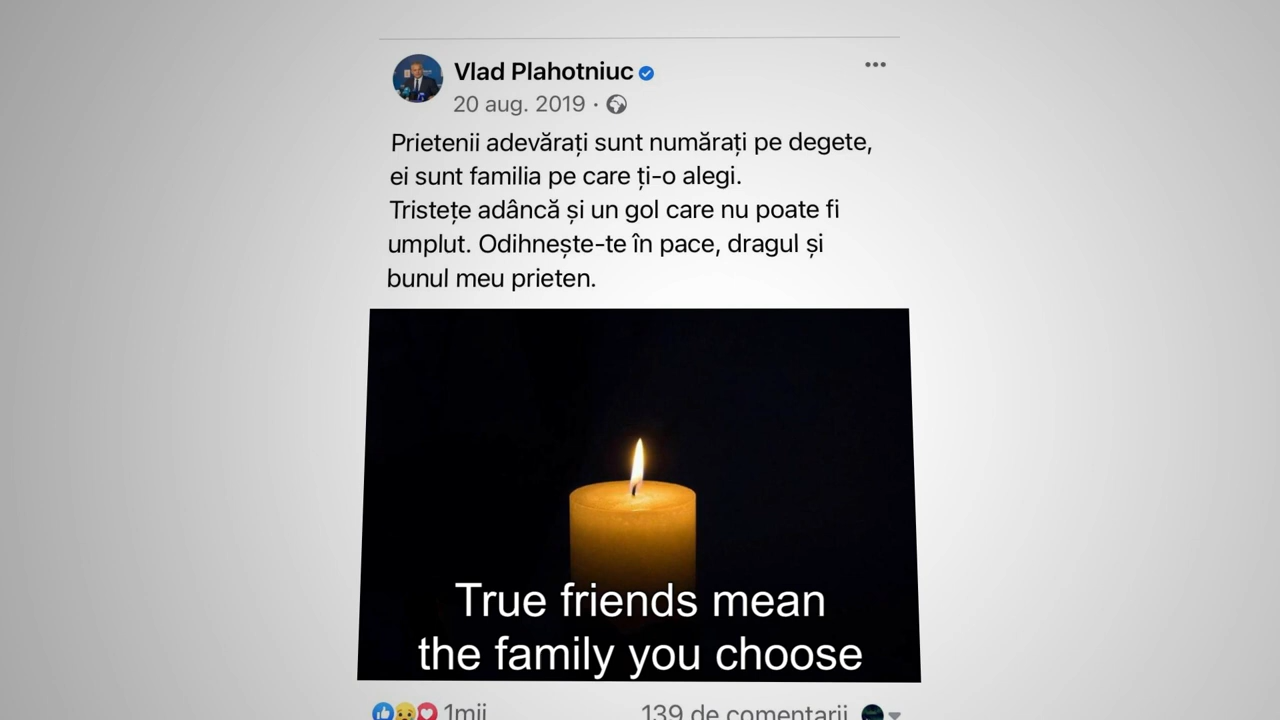 Vlad Plahotniuc
20 aug. 2019 ·
Prietenii adevărați sunt numărați pe degete,
ei sunt familia pe care ți-o alegi.
Tristețe adâncă și un gol care nu poate fi
umplut. Odihnește-te în pace, dragul și
bunul meu prieten.
True friends mean
the family you choose
1mii 139 de comentarii